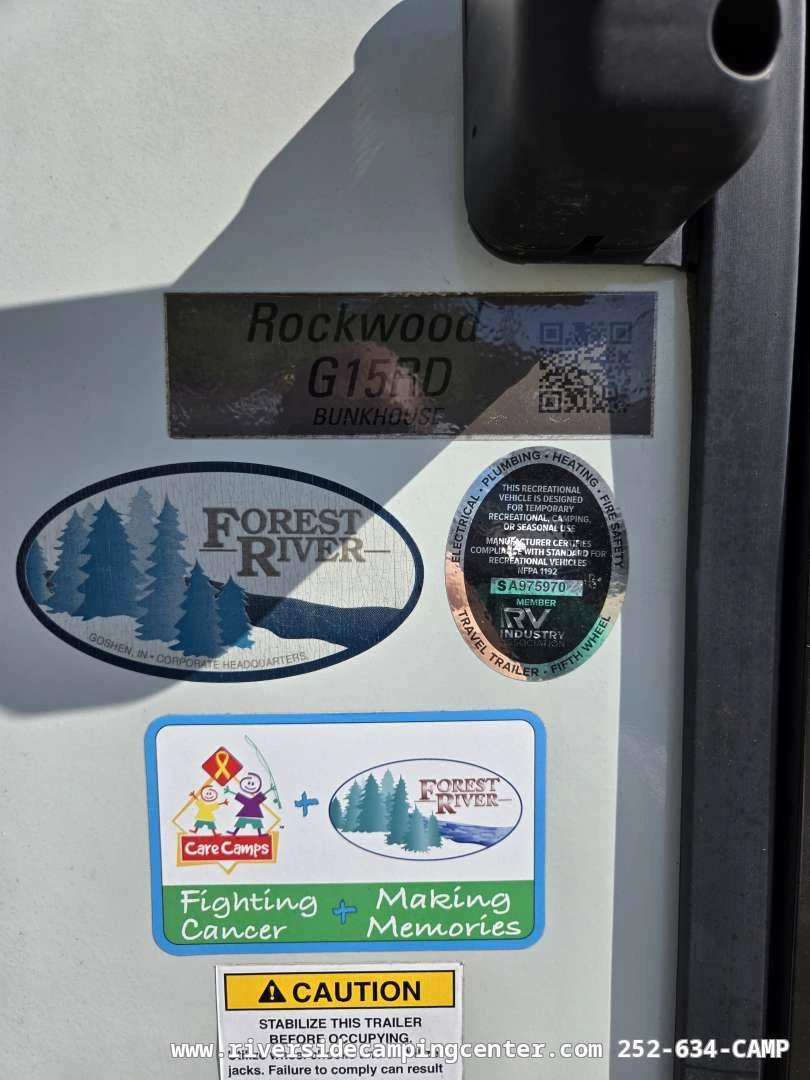 Rockwood
G15RD
BUNKHOUSE
FOREST
RIVER
GOSHEN, IN • CORPORATE HEADQUARTERS
ELECTRICAL • PLUMBING • HEATING • FIRE SAFETY
THIS RECREATIONAL
VEHICLE IS DESIGNED
FOR TEMPORARY
RECREATIONAL, CAMPING,
OR SEASONAL USE
MANUFACTURER CERTIFIES
COMPLIANCE WITH STANDARD FOR
RECREATIONAL VEHICLES
NFPA 1192
SA975970
MEMBER
RV
INDUSTRY
ASSOCIATION
TRAVEL TRAILER • FIFTH WHEEL
Care Camps
+
FOREST
RIVER
Fighting + Making
Cancer Memories
CAUTION
STABILIZE THIS TRAILER
BEFORE OCCUPYING.
jacks. Failure to comply can result
www.riversidecampingcenter.com 252-634-CAMP